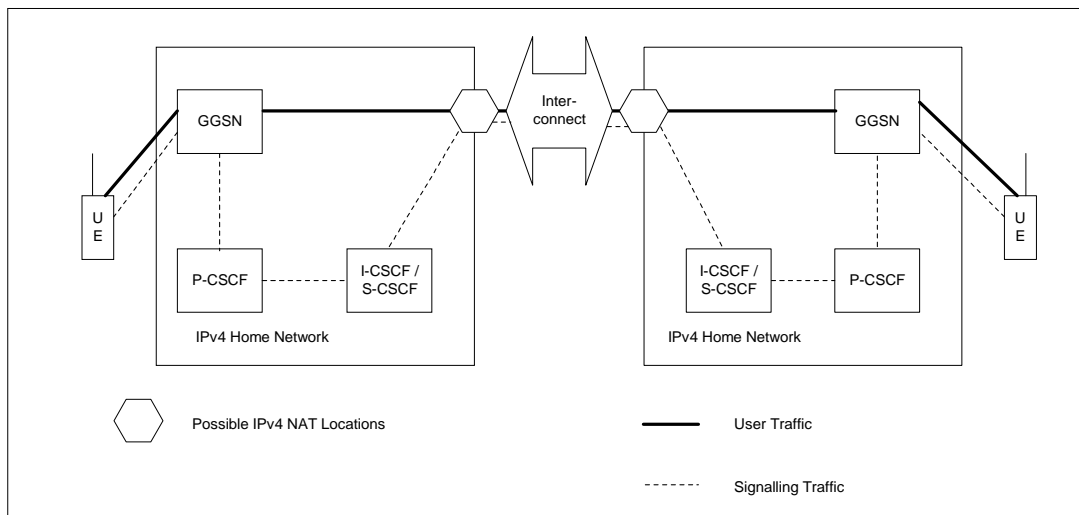 GGSN
Inter-
connect
GGSN
U
E
U
E
P-CSCF
I-CSCF /
S-CSCF
I-CSCF /
S-CSCF
P-CSCF
IPv4 Home Network
IPv4 Home Network
Possible IPv4 NAT Locations
User Traffic
Signalling Traffic